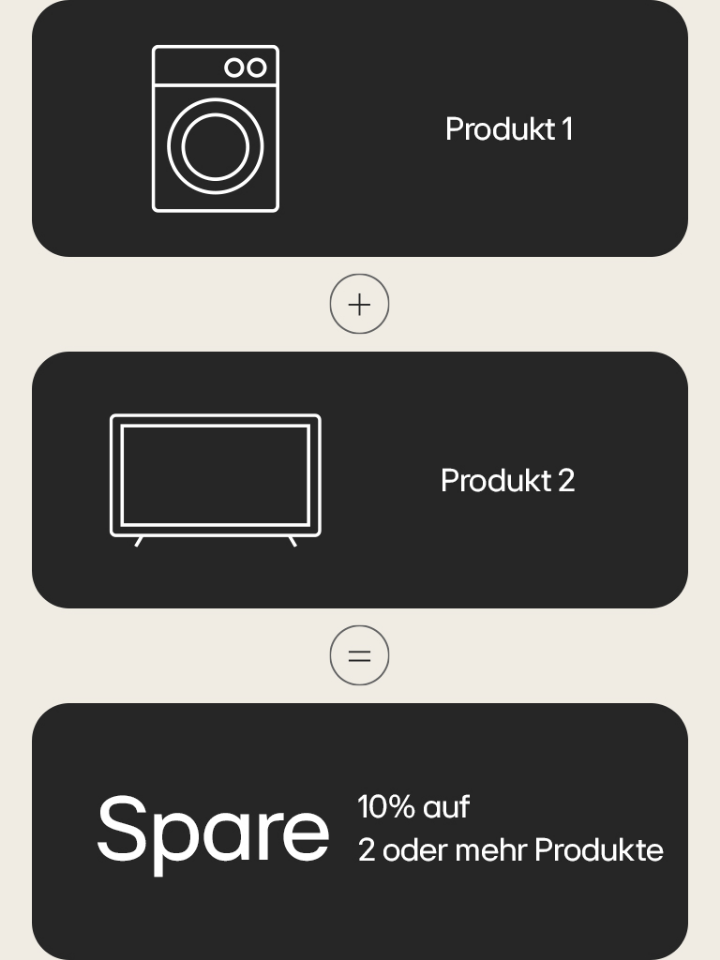 Produkt 1
+
Produkt 2
=
Spare
10% auf
2 oder mehr Produkte